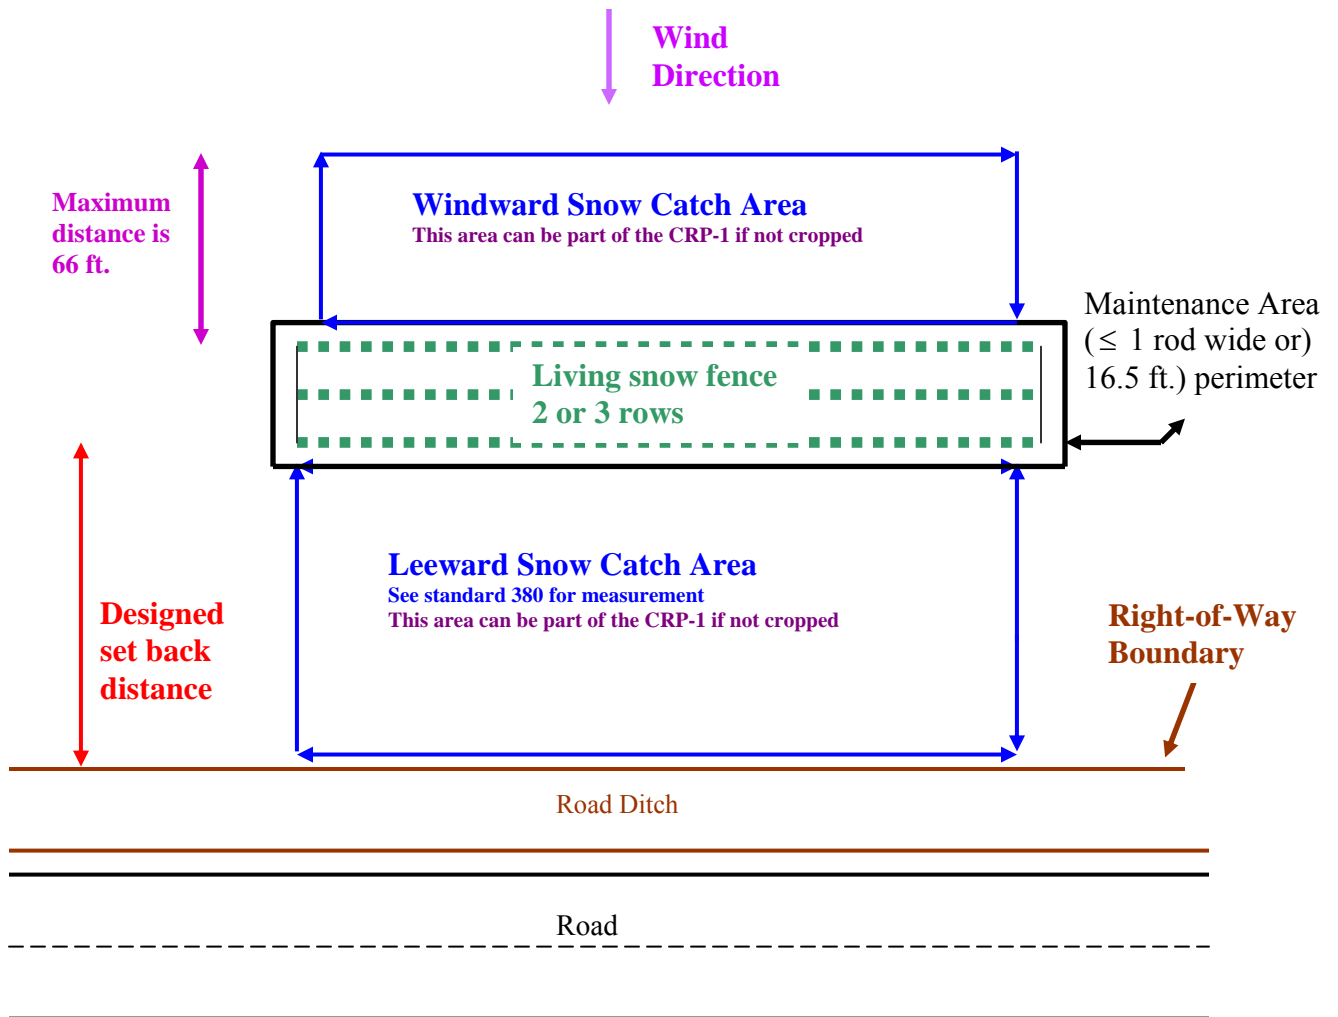 Wind
Direction
Maximum
distance is
66 ft.
Windward Snow Catch Area
This area can be part of the CRP-1 if not cropped
Maintenance Area
(≤ 1 rod wide or)
16.5 ft.) perimeter
Living snow fence
2 or 3 rows
Leeward Snow Catch Area
See standard 380 for measurement
This area can be part of the CRP-1 if not cropped
Designed
set back
distance
Right-of-Way
Boundary
Road Ditch
Road